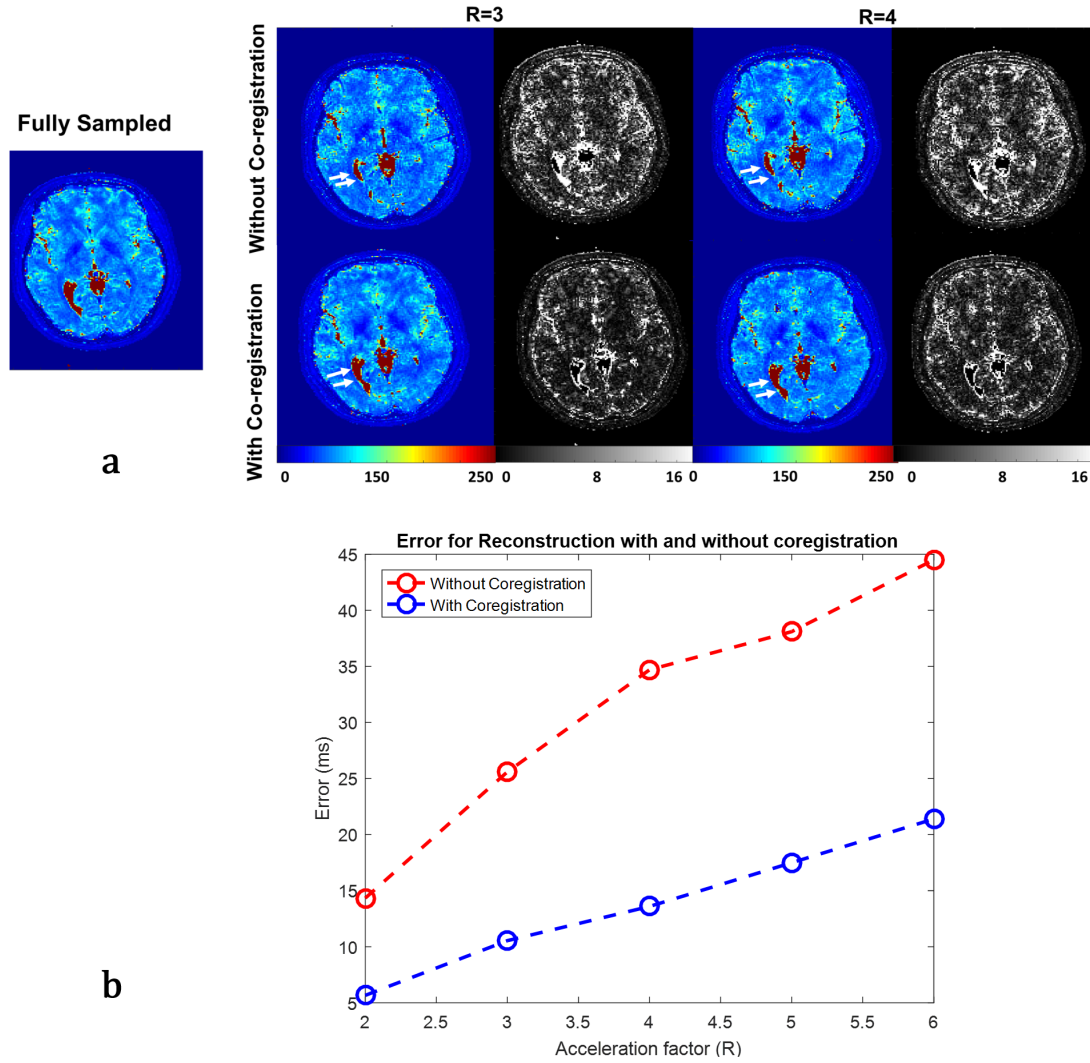 R=3 R=4
Fully Sampled
Without Co-registration
With Co-registration
0 150 250 0 8 16 0 150 250 0 8 16
a
Error for Reconstruction with and without coregistration
Without Coregistration
With Coregistration
45
40
35
30
25
20
15
10
5
Error (ms)
2 2.5 3 3.5 4 4.5 5 5.5 6
Acceleration factor (R)
b